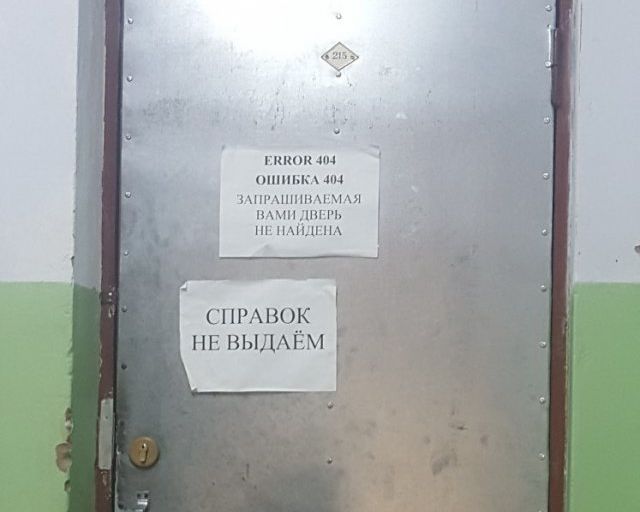 215
ERROR 404
ОШИБКА 404
ЗАПРАШИВАЕМАЯ
ВАМИ ДВЕРЬ
НЕ НАЙДЕНА
СПРАВОК
НЕ ВЫДАЁМ